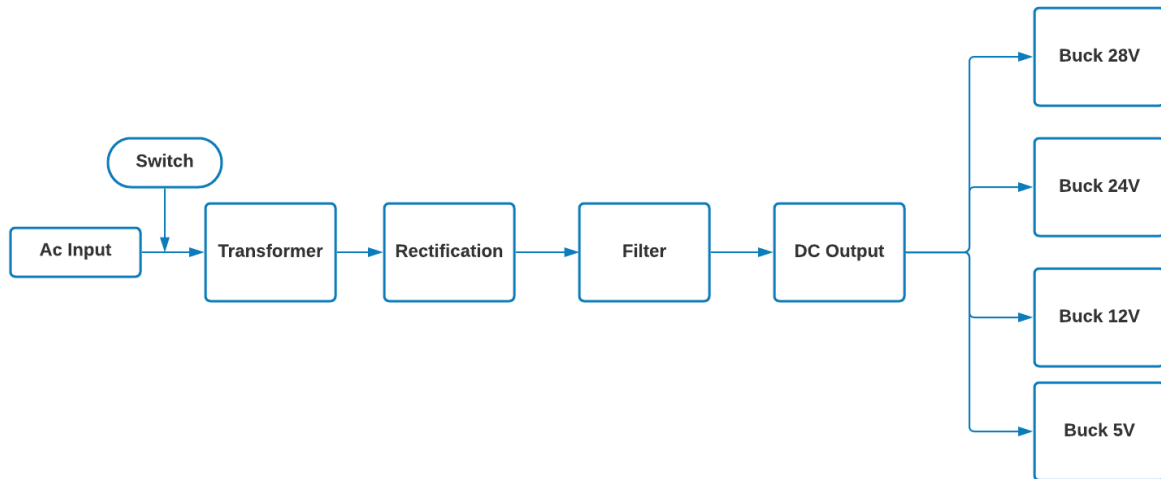 Switch
Ac Input
Transformer
Rectification
Filter
DC Output
Buck 28V
Buck 24V
Buck 12V
Buck 5V